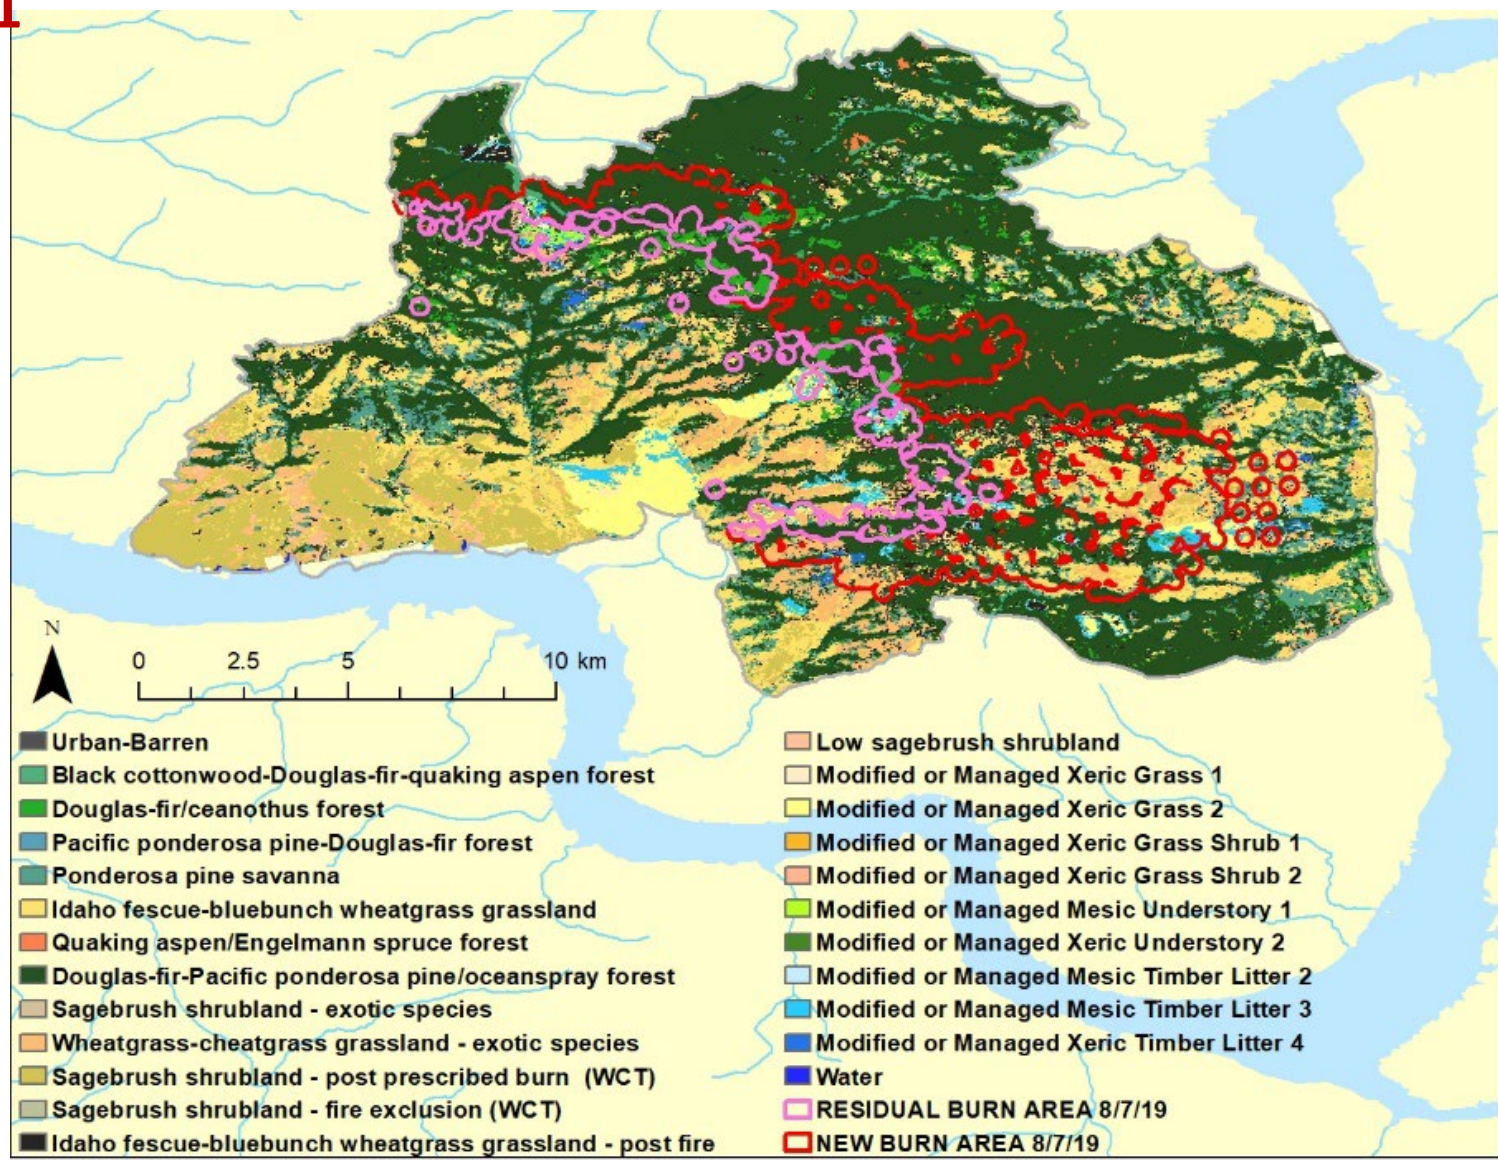 1
N
0 2.5 5 10 km
Urban-Barren
Black cottonwood-Douglas-fir-quaking aspen forest
Douglas-fir/ceanothus forest
Pacific ponderosa pine-Douglas-fir forest
Ponderosa pine savanna
Idaho fescue-bluebunch wheatgrass grassland
Quaking aspen/Engelmann spruce forest
Douglas-fir-Pacific ponderosa pine/oceanspray forest
Sagebrush shrubland - exotic species
Wheatgrass-cheatgrass grassland - exotic species
Sagebrush shrubland - post prescribed burn (WCT)
Sagebrush shrubland - fire exclusion (WCT)
Idaho fescue-bluebunch wheatgrass grassland - post fire
Low sagebrush shrubland
Modified or Managed Xeric Grass 1
Modified or Managed Xeric Grass 2
Modified or Managed Xeric Grass Shrub 1
Modified or Managed Xeric Grass Shrub 2
Modified or Managed Mesic Understory 1
Modified or Managed Xeric Understory 2
Modified or Managed Mesic Timber Litter 2
Modified or Managed Mesic Timber Litter 3
Modified or Managed Xeric Timber Litter 4
Water
RESIDUAL BURN AREA 8/7/19
NEW BURN AREA 8/7/19